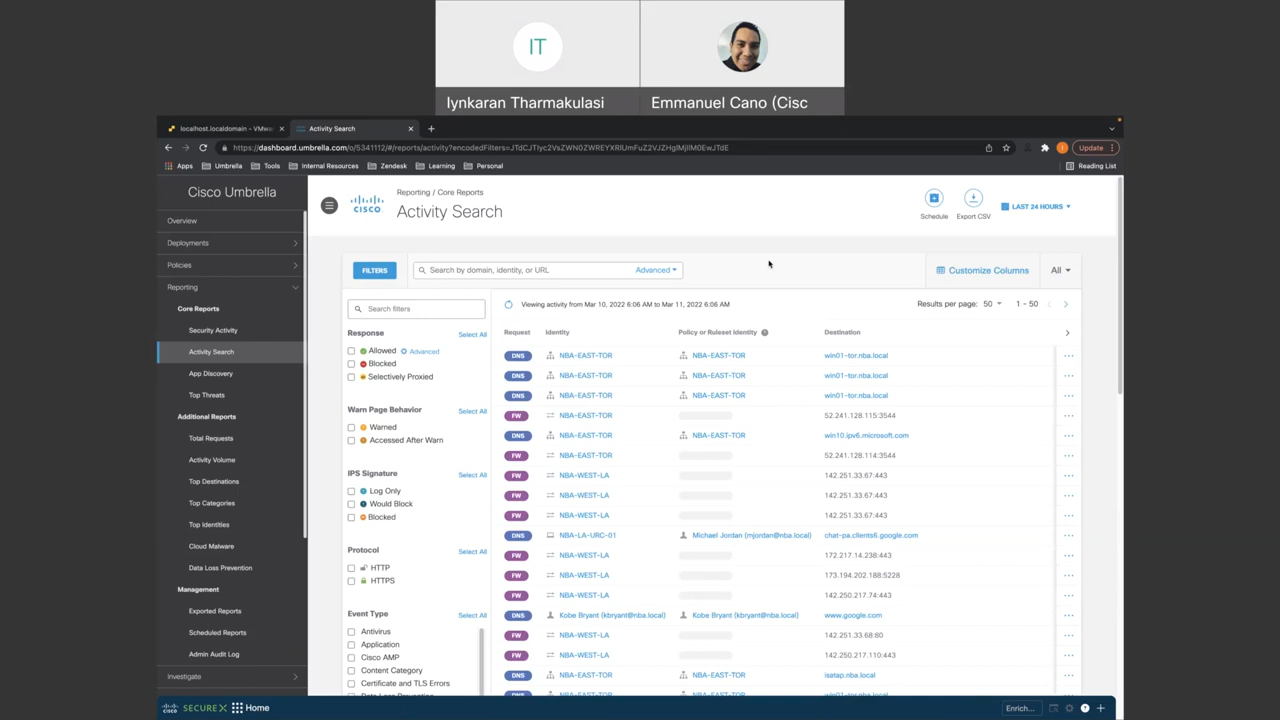 IT
Iynkaran Tharmakulasi
Emmanuel Cano (Cisc
localhost.localdomain - VMwa
Activity Search
Update
Apps
Umbrella
Tools
Internal Resources
Zendesk
Learning
Personal
Reading List
Cisco Umbrella
Overview
Deployments
Policies
Reporting
Core Reports
Security Activity
Activity Search
App Discovery
Top Threats
Additional Reports
Total Requests
Activity Volume
Top Destinations
Top Categories
Top Identities
Cloud Malware
Data Loss Prevention
Management
Exported Reports
Scheduled Reports
Admin Audit Log
Investigate
CISCO
Reporting / Core Reports
Activity Search
Schedule
Export CSV
LAST 24 HOURS
FILTERS
Search by domain, identity, or URL
Advanced
Customize Columns
All
Search filters
Response
Select All
Allowed
Advanced
Blocked
Selectively Proxied
Warn Page Behavior
Select All
Warned
Accessed After Warn
IPS Signature
Select All
Log Only
Would Block
Blocked
Protocol
Select All
HTTP
HTTPS
Event Type
Select All
Antivirus
Application
Cisco AMP
Content Category
Certificate and TLS Errors
Viewing activity from Mar 10, 2022 6:06 AM to Mar 11, 2022 6:06 AM
Results per page: 50
1 - 50
Request Identity Policy or Ruleset Identity Destination
DNS NBA-EAST-TOR NBA-EAST-TOR win01-tor.nba.local
DNS NBA-EAST-TOR NBA-EAST-TOR win01-tor.nba.local
DNS NBA-EAST-TOR NBA-EAST-TOR win01-tor.nba.local
FW NBA-EAST-TOR 52.241.128.115:3544
DNS NBA-EAST-TOR NBA-EAST-TOR win10.ipv6.microsoft.com
FW NBA-EAST-TOR 52.241.128.114:3544
FW NBA-WEST-LA 142.251.33.67:443
FW NBA-WEST-LA 142.251.33.67:443
FW NBA-WEST-LA 142.251.33.67:443
DNS NBA-LA-URC-01 Michael Jordan (mjordan@nba.local) chat-pa.clients6.google.com
FW NBA-WEST-LA 172.217.14.238:443
FW NBA-WEST-LA 173.194.202.188:5228
FW NBA-WEST-LA 142.250.217.74:443
DNS Kobe Bryant (kbryant@nba.local) Kobe Bryant (kbryant@nba.local) www.google.com
FW NBA-WEST-LA 142.251.33.68:80
FW NBA-WEST-LA 142.250.217.110:443
DNS NBA-EAST-TOR NBA-EAST-TOR isatap.nba.local
CISCO SECUREX Home
Enrich...